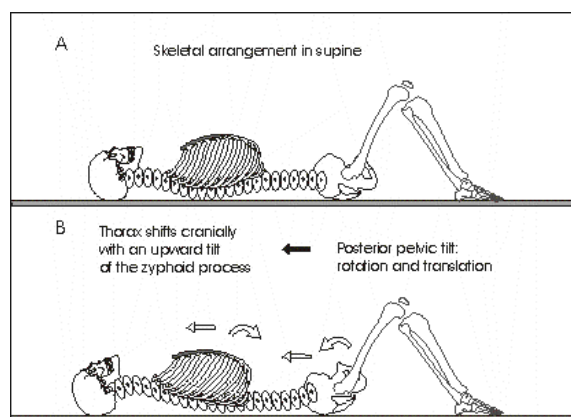 A
Skeletal arrangement in supine
B
Thorax shifts cranially
with an upward tilt
of the zyphoid process
Posterior pelvic tilt:
rotation and translation